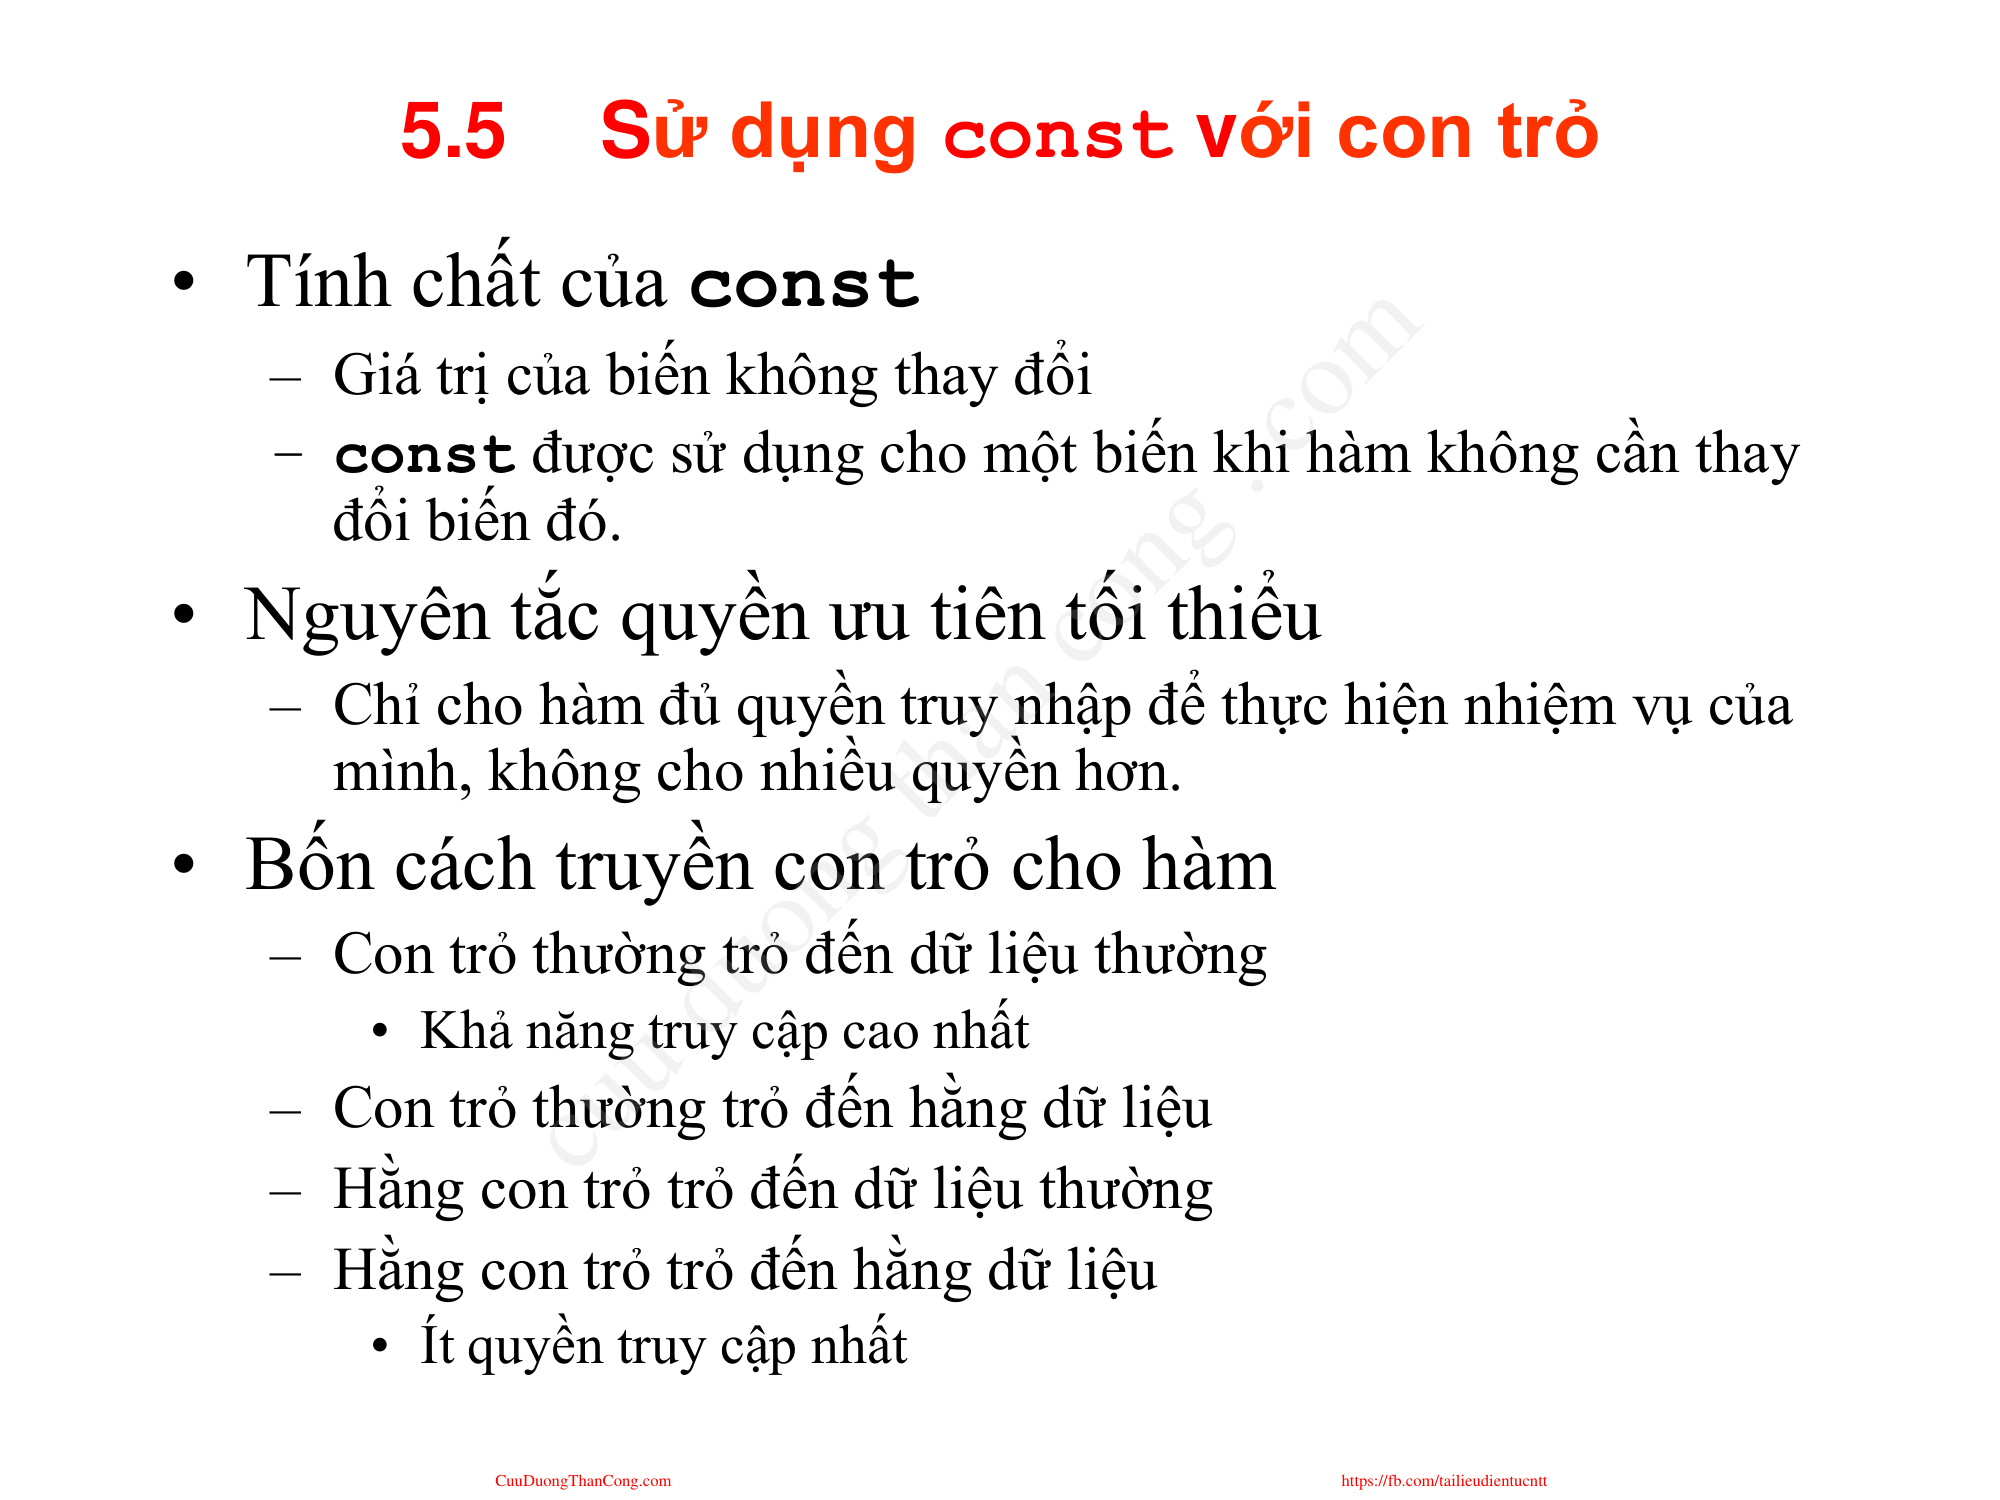 5.5 Sử dụng const với con trỏ
• Tính chất của const
– Giá trị của biến không thay đổi
– const được sử dụng cho một biến khi hàm không cần thay
đổi biến đó.
• Nguyên tắc quyền ưu tiên tối thiểu
– Chỉ cho hàm đủ quyền truy nhập để thực hiện nhiệm vụ của
mình, không cho nhiều quyền hơn.
• Bốn cách truyền con trỏ cho hàm
– Con trỏ thường trỏ đến dữ liệu thường
• Khả năng truy cập cao nhất
– Con trỏ thường trỏ đến hằng dữ liệu
– Hằng con trỏ trỏ đến dữ liệu thường
– Hằng con trỏ trỏ đến hằng dữ liệu
• Ít quyền truy cập nhất
cuu duong than cong . com
CuuDuongThanCong.com
https://fb.com/tailieudientucntt